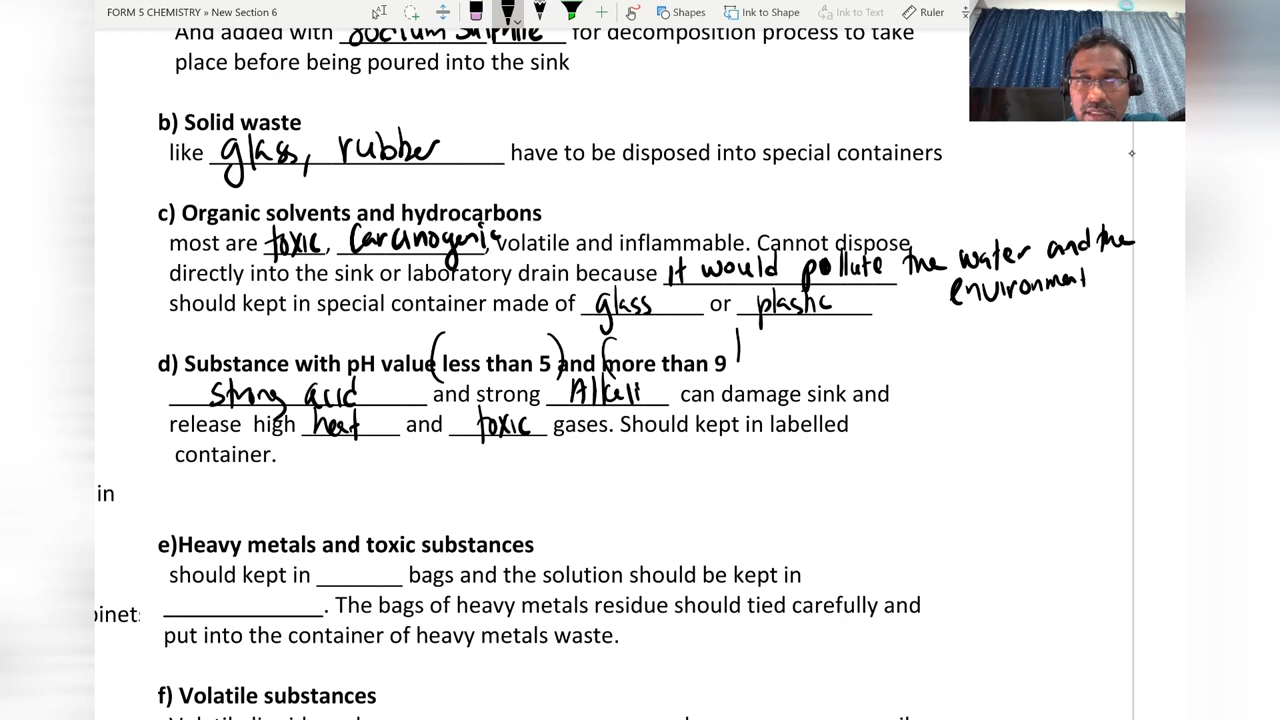 FORM 5 CHEMISTRY » New Section 6
Shapes Ink to Shape Ink to Text Ruler
And added with Sodium Sulphite for decomposition process to take
place before being poured into the sink
b) Solid waste
like glass, rubber have to be disposed into special containers
c) Organic solvents and hydrocarbons
most are toxic, Carcinogenic, volatile and inflammable. Cannot dispose
directly into the sink or laboratory drain because It would pollute the water and the
environment
should kept in special container made of glass or plastic
d) Substance with pH value (less than 5) and (more than 9)
strong acid and strong Alkali can damage sink and
release high heat and toxic gases. Should kept in labelled
container.
in
e)Heavy metals and toxic substances
should kept in _______ bags and the solution should be kept in
_____________. The bags of heavy metals residue should tied carefully and
put into the container of heavy metals waste.
f) Volatile substances